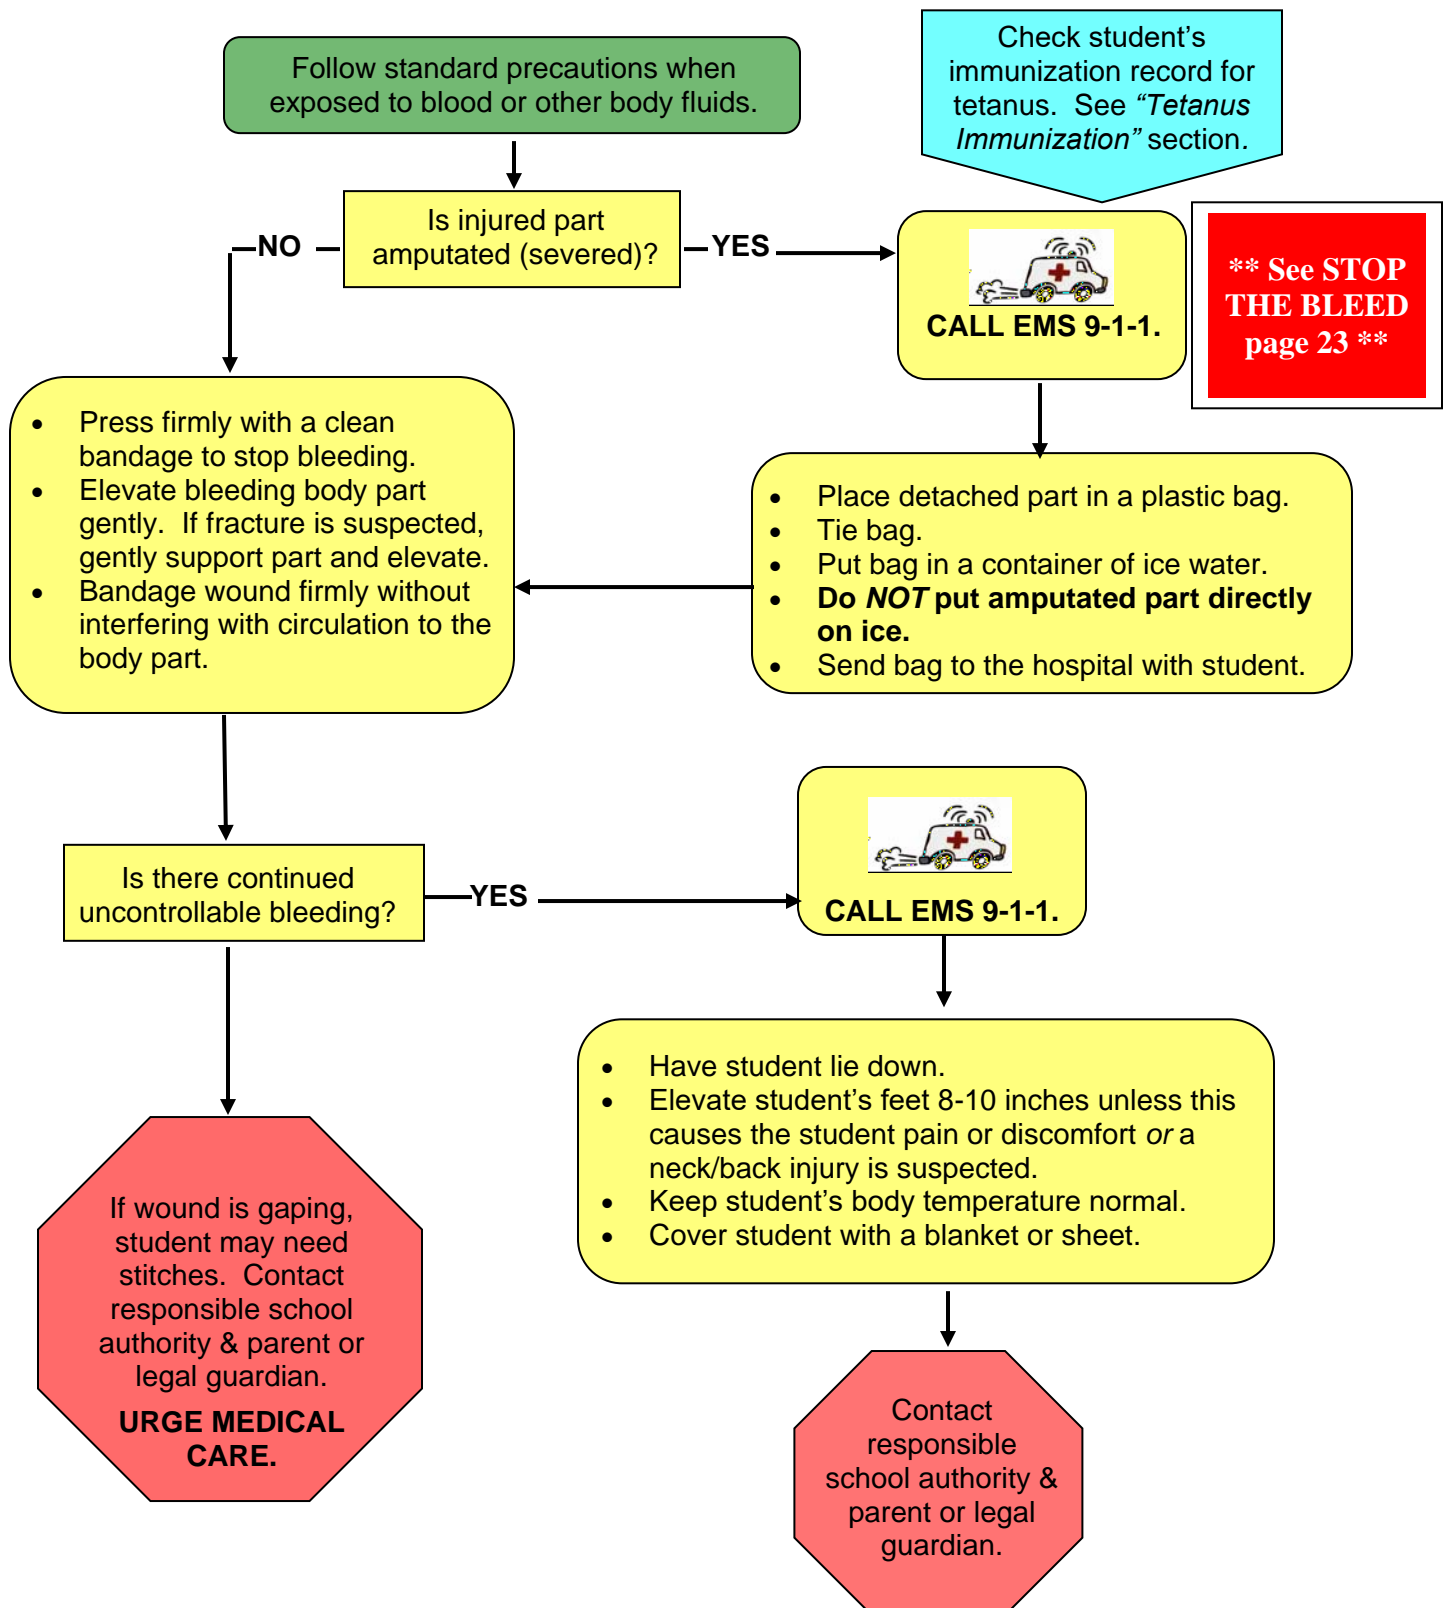 Follow standard precautions when
exposed to blood or other body fluids.
Check student’s
immunization record for
tetanus. See “Tetanus
Immunization” section.
Is injured part
amputated (severed)?
NO
YES
CALL EMS 9-1-1.
** See STOP
THE BLEED
page 23 **
• Press firmly with a clean
bandage to stop bleeding.
• Elevate bleeding body part
gently. If fracture is suspected,
gently support part and elevate.
• Bandage wound firmly without
interfering with circulation to the
body part.
• Place detached part in a plastic bag.
• Tie bag.
• Put bag in a container of ice water.
• Do NOT put amputated part directly
on ice.
• Send bag to the hospital with student.
Is there continued
uncontrollable bleeding?
YES
CALL EMS 9-1-1.
• Have student lie down.
• Elevate student’s feet 8-10 inches unless this
causes the student pain or discomfort or a
neck/back injury is suspected.
• Keep student’s body temperature normal.
• Cover student with a blanket or sheet.
If wound is gaping,
student may need
stitches. Contact
responsible school
authority & parent or
legal guardian.
URGE MEDICAL
CARE.
Contact
responsible
school authority &
parent or legal
guardian.